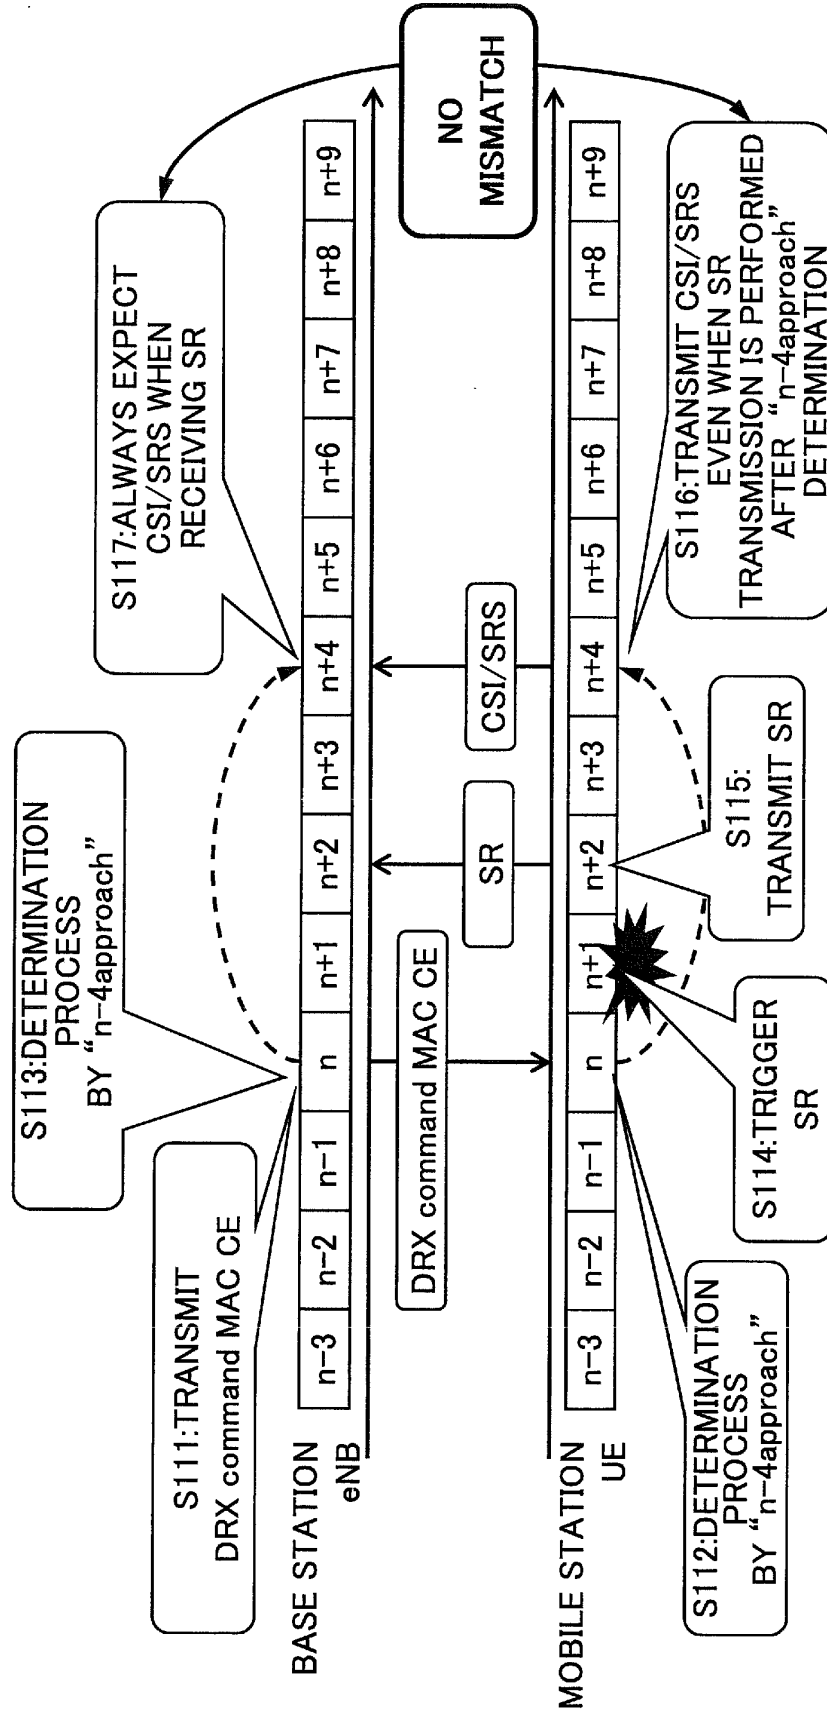 S111:TRANSMIT
DRX command MAC CE
S113:DETERMINATION
PROCESS
BY “n-4approach”
S117:ALWAYS EXPECT
CSI/SRS WHEN
RECEIVING SR
BASE STATION
eNB
n-3 n-2 n-1 n n+1 n+2 n+3 n+4 n+5 n+6 n+7 n+8 n+9
DRX command MAC CE
SR
CSI/SRS
NO
MISMATCH
MOBILE STATION
UE
n-3 n-2 n-1 n n+1 n+2 n+3 n+4 n+5 n+6 n+7 n+8 n+9
S112:DETERMINATION
PROCESS
BY “n-4approach”
S114:TRIGGER
SR
S115:
TRANSMIT SR
S116:TRANSMIT CSI/SRS
EVEN WHEN SR
TRANSMISSION IS PERFORMED
AFTER “n-4approach”
DETERMINATION